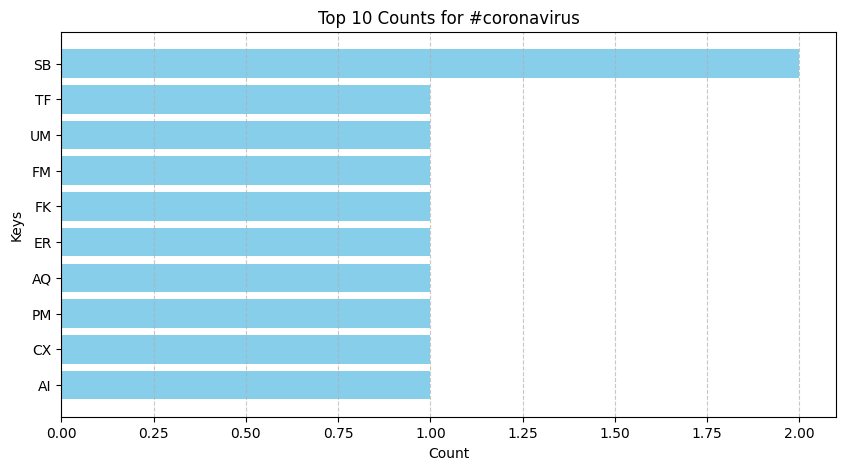 Top 10 Counts for #coronavirus
Keys
SB
TF
UM
FM
FK
ER
AQ
PM
CX
AI
0.00 0.25 0.50 0.75 1.00 1.25 1.50 1.75 2.00
Count